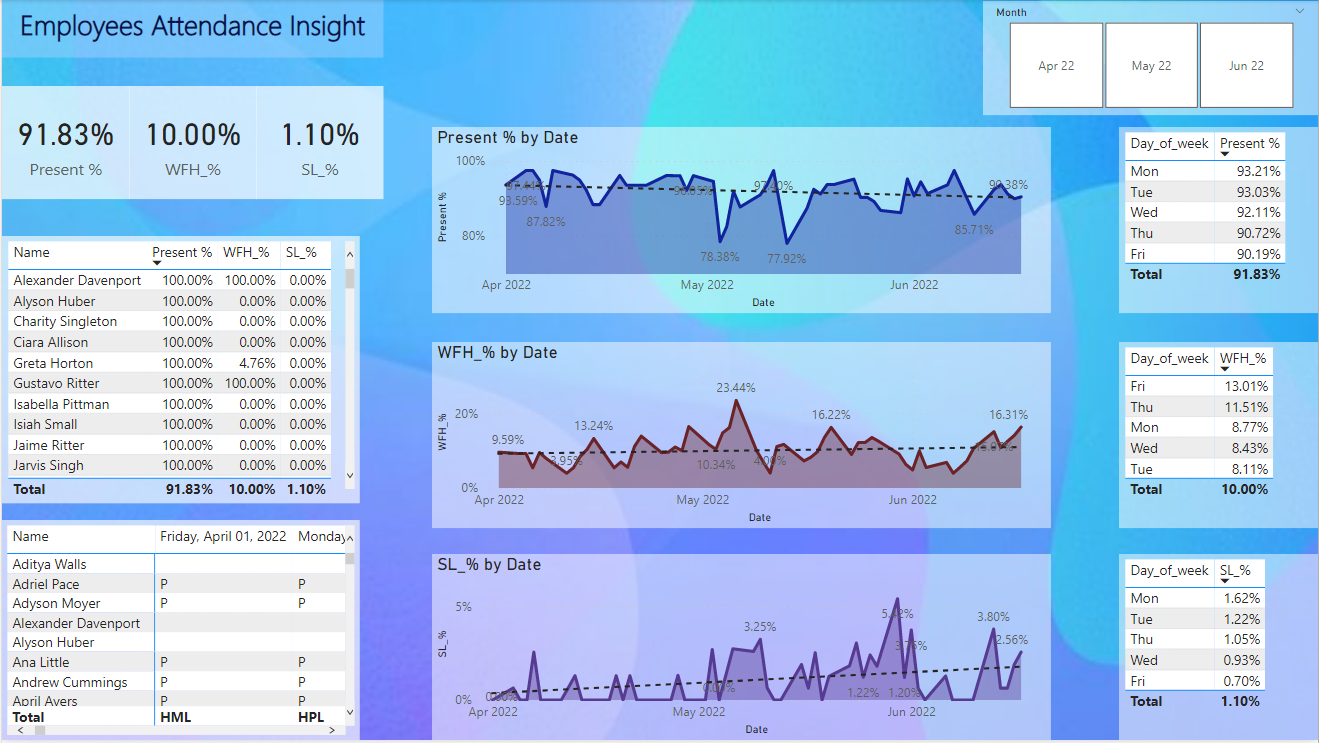 Employees Attendance Insight
Month
Apr 22 May 22 Jun 22
91.83% 10.00% 1.10%
Present % WFH_% SL_%
Name Present % WFH_% SL_%
Alexander Davenport 100.00% 100.00% 0.00%
Alyson Huber 100.00% 0.00% 0.00%
Charity Singleton 100.00% 0.00% 0.00%
Ciara Allison 100.00% 0.00% 0.00%
Greta Horton 100.00% 4.76% 0.00%
Gustavo Ritter 100.00% 100.00% 0.00%
Isabella Pittman 100.00% 0.00% 0.00%
Isiah Small 100.00% 0.00% 0.00%
Jaime Ritter 100.00% 0.00% 0.00%
Jarvis Singh 100.00% 0.00% 0.00%
Total 91.83% 10.00% 1.10%
Name Friday, April 01, 2022 Monday
Aditya Walls
Adriel Pace P P
Adyson Moyer P P
Alexander Davenport
Alyson Huber
Ana Little P P
Andrew Cummings P P
April Avers P P
Total HML HPL
Present % by Date
Present %
100%
80%
97.44%
93.59%
87.82%
78.38%
97.40%
77.92%
85.71%
90.38%
Apr 2022 May 2022 Jun 2022
Date
WFH_% by Date
WFH_%
20%
0%
9.59%
3.95%
13.24%
10.34%
23.44%
16.22%
16.31%
Apr 2022 May 2022 Jun 2022
Date
SL_% by Date
SL_%
5%
0%
0.00%
3.25%
1.22%
5.42%
1.20%
3.75%
3.80%
2.56%
Apr 2022 May 2022 Jun 2022
Date
Day_of_week Present %
Mon 93.21%
Tue 93.03%
Wed 92.11%
Thu 90.72%
Fri 90.19%
Total 91.83%
Day_of_week WFH_%
Fri 13.01%
Thu 11.51%
Mon 8.77%
Wed 8.43%
Tue 8.11%
Total 10.00%
Day_of_week SL_%
Mon 1.62%
Tue 1.22%
Thu 1.05%
Wed 0.93%
Fri 0.70%
Total 1.10%